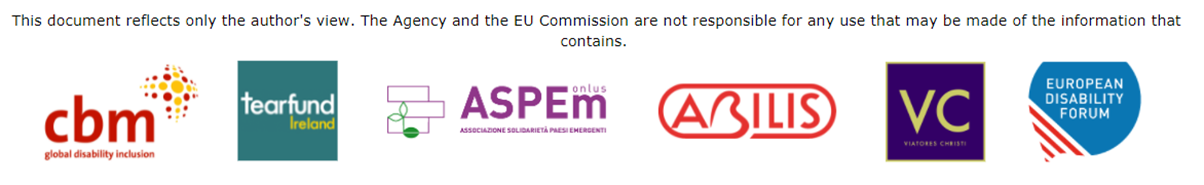 This document reflects only the author's view. The Agency and the EU Commission are not responsible for any use that may be made of the information that
contains.
cbm
global disability inclusion
tearfund
Ireland
ASPEm
onlus
ASSOCIAZIONE SOLIDARIETÀ PAESI EMERGENTI
ABILIS
VC
VIATORES CHRISTI
EUROPEAN
DISABILITY
FORUM